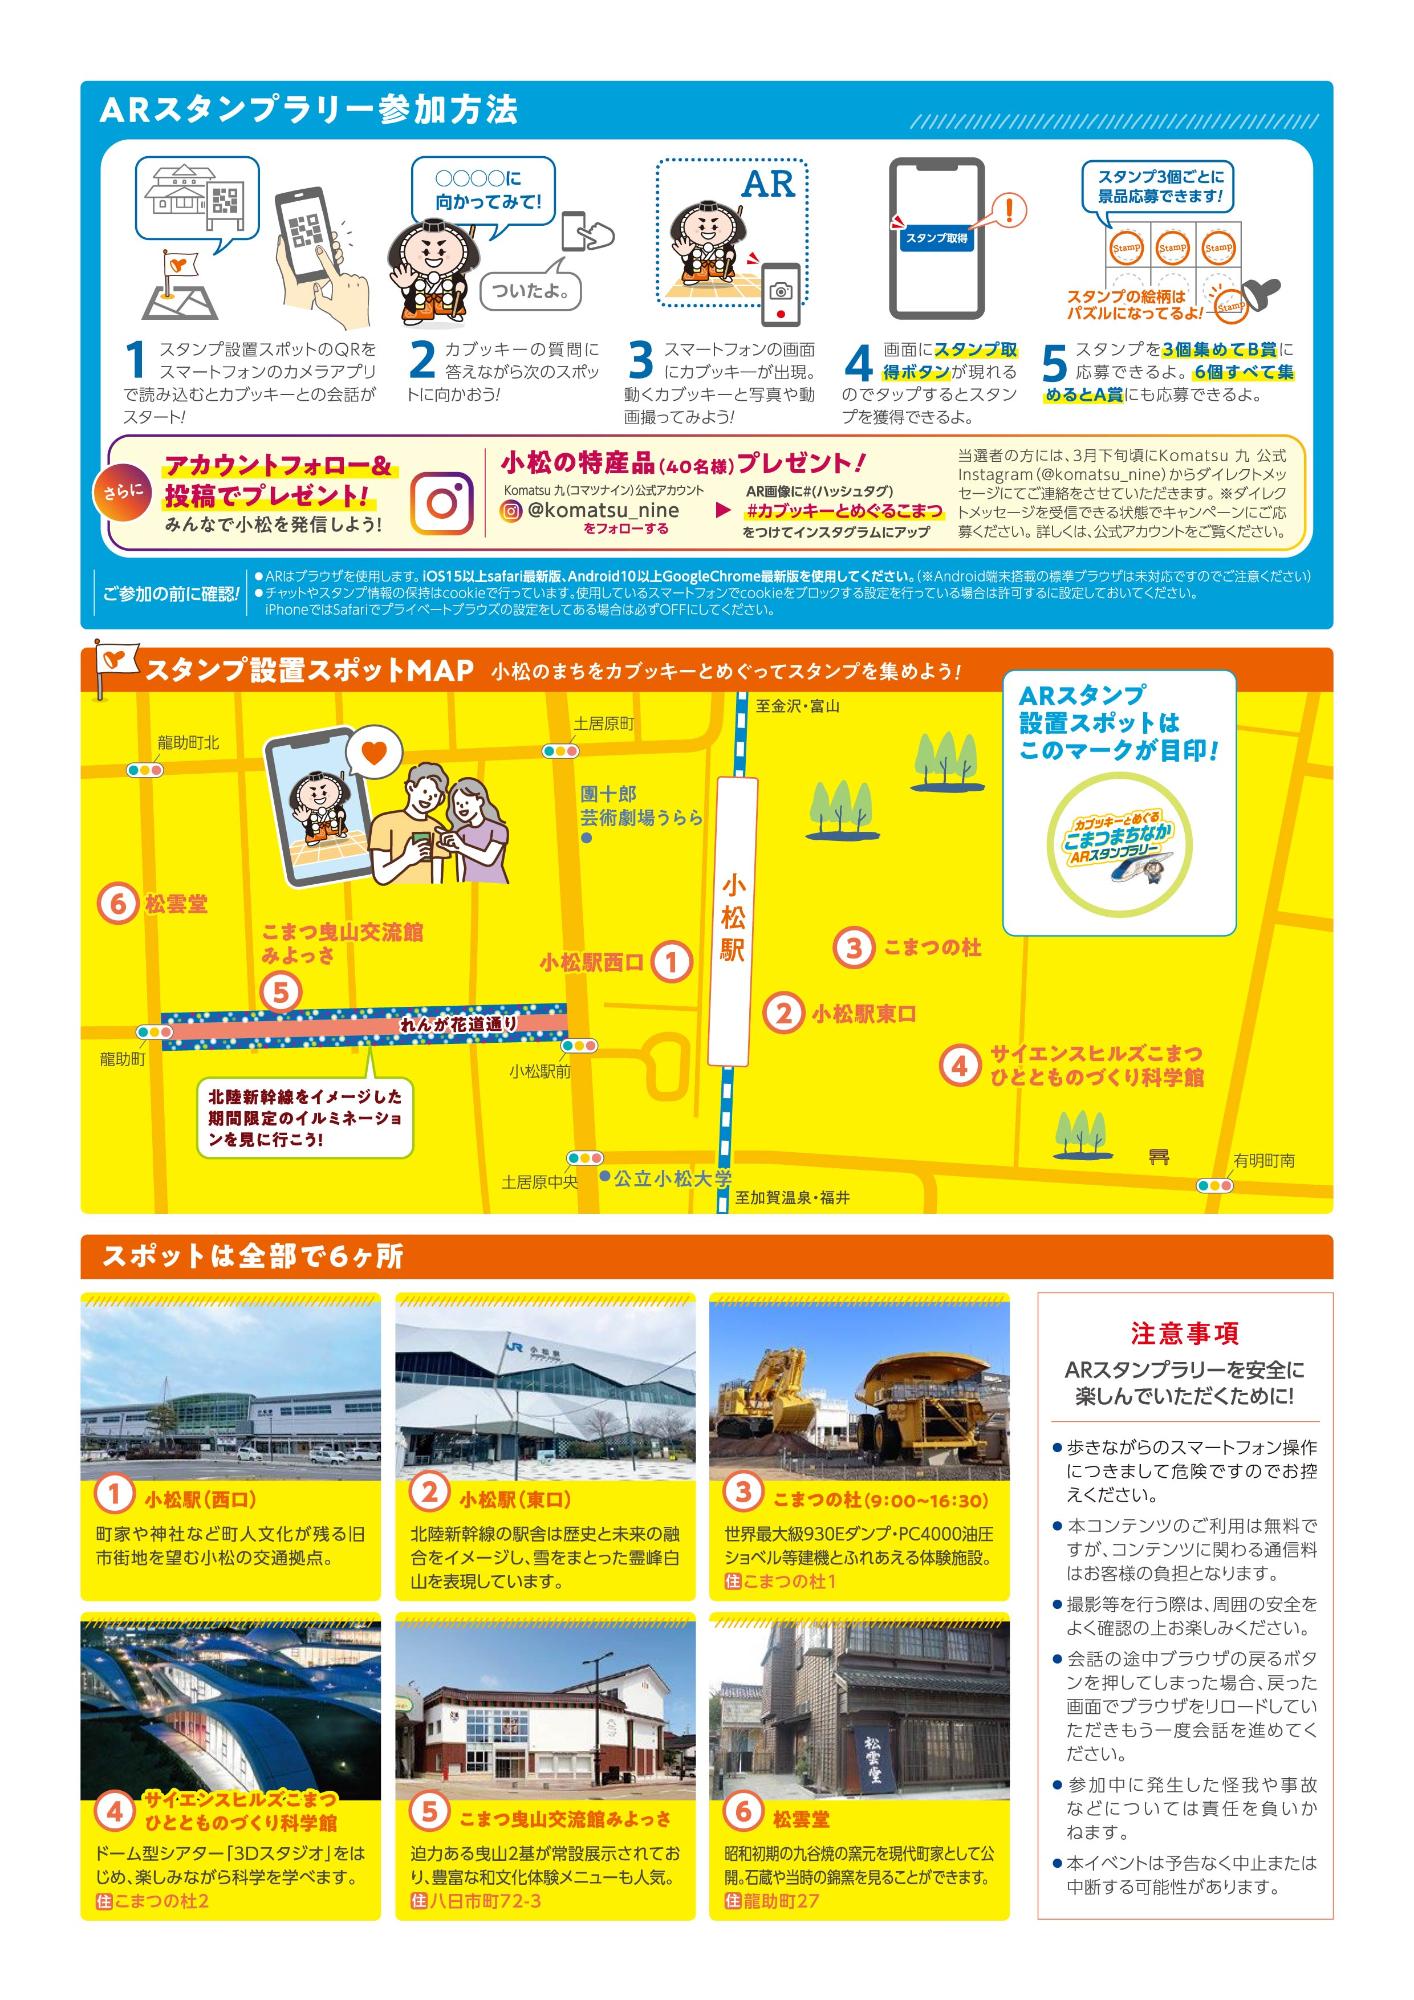 ARスタンプラリー参加方法
○○○○に
向かってみて!
ついたよ。
AR
スタンプ取得
!
スタンプ3個ごとに
景品応募できます!
Stamp Stamp Stamp
Stamp
スタンプの絵柄は
パズルになってるよ!
1 スタンプ設置スポットのQRを
スマートフォンのカメラアプリ
で読み込むとカブッキーとの会話が
スタート!
2 カブッキーの質問に
答えながら次のスポッ
トに向かおう!
3 スマートフォンの画面
にカブッキーが出現。
動くカブッキーと写真や動
画撮ってみよう!
4 画面にスタンプ取
得ボタンが現れる
のでタップするとスタン
プを獲得できるよ。
5 スタンプを3個集めてB賞に
応募できるよ。6個すべて集
めるとA賞にも応募できるよ。
さらに
アカウントフォロー&
投稿でプレゼント!
みんなで小松を発信しよう!
小松の特産品(40名様)プレゼント!
Komatsu 九(コマツナイン)公式アカウント
@komatsu_nine
をフォローする
AR画像に#(ハッシュタグ)
#カブッキーとめぐるこまつ
をつけてインスタグラムにアップ
当選者の方には、3月下旬頃にKomatsu 九 公式
Instagram(@komatsu_nine)からダイレクトメッ
セージにてご連絡をさせていただきます。※ダイレク
トメッセージを受信できる状態でキャンペーンにご応
募ください。詳しくは、公式アカウントをご覧ください。
ご参加の前に確認!
●ARはブラウザを使用します。iOS15以上safari最新版、Android10以上GoogleChrome最新版を使用してください。(※Android端末搭載の標準ブラウザは未対応ですのでご注意ください)
●チャットやスタンプ情報の保持はcookieで行っています。使用しているスマートフォンでcookieをブロックする設定を行っている場合は許可するに設定しておいてください。
iPhoneではSafariでプライベートブラウズの設定をしてある場合は必ずOFFにしてください。
スタンプ設置スポットMAP 小松のまちをカブッキーとめぐってスタンプを集めよう!
ARスタンプ
設置スポットは
このマークが目印!
カブッキーとめぐる
こまつまちなか
ARスタンプラリー
至金沢・富山
土居原町
龍助町北
團十郎
芸術劇場うらら
小松駅
6 松雲堂
こまつ曳山交流館
みよっさ
5
小松駅西口 1
3 こまつの杜
2 小松駅東口
れんが花道通り
龍助町
小松駅前
4 サイエンスヒルズこまつ
ひととものづくり科学館
北陸新幹線をイメージした
期間限定のイルミネーショ
ンを見に行こう!
土居原中央
公立小松大学
至加賀温泉・福井
有明町南
スポットは全部で6ヶ所
1 小松駅(西口)
町家や神社など町人文化が残る旧
市街地を望む小松の交通拠点。
JR 小松駅
2 小松駅(東口)
北陸新幹線の駅舎は歴史と未来の融
合をイメージし、雪をまとった霊峰白
山を表現しています。
3 こまつの杜(9:00~16:30)
世界最大級930Eダンプ・PC4000油圧
ショベル等建機とふれあえる体験施設。
住こまつの杜1
4 サイエンスヒルズこまつ
ひととものづくり科学館
ドーム型シアター「3Dスタジオ」をは
じめ、楽しみながら科学を学べます。
住こまつの杜2
5 こまつ曳山交流館みよっさ
迫力ある曳山2基が常設展示されてお
り、豊富な和文化体験メニューも人気。
住八日市町72-3
松雲堂
6 松雲堂
昭和初期の九谷焼の窯元を現代町家として公
開。石蔵や当時の錦窯を見ることができます。
住龍助町27
注意事項
ARスタンプラリーを安全に
楽しんでいただくために!
●歩きながらのスマートフォン操作
につきまして危険ですのでお控
えください。
●本コンテンツのご利用は無料で
すが、コンテンツに関わる通信料
はお客様の負担となります。
●撮影等を行う際は、周囲の安全を
よく確認の上お楽しみください。
●会話の途中ブラウザの戻るボタ
ンを押してしまった場合、戻った
画面でブラウザをリロードしてい
ただきもう一度会話を進めてく
ださい。
●参加中に発生した怪我や事故
などについては責任を負いか
ねます。
●本イベントは予告なく中止または
中断する可能性があります。